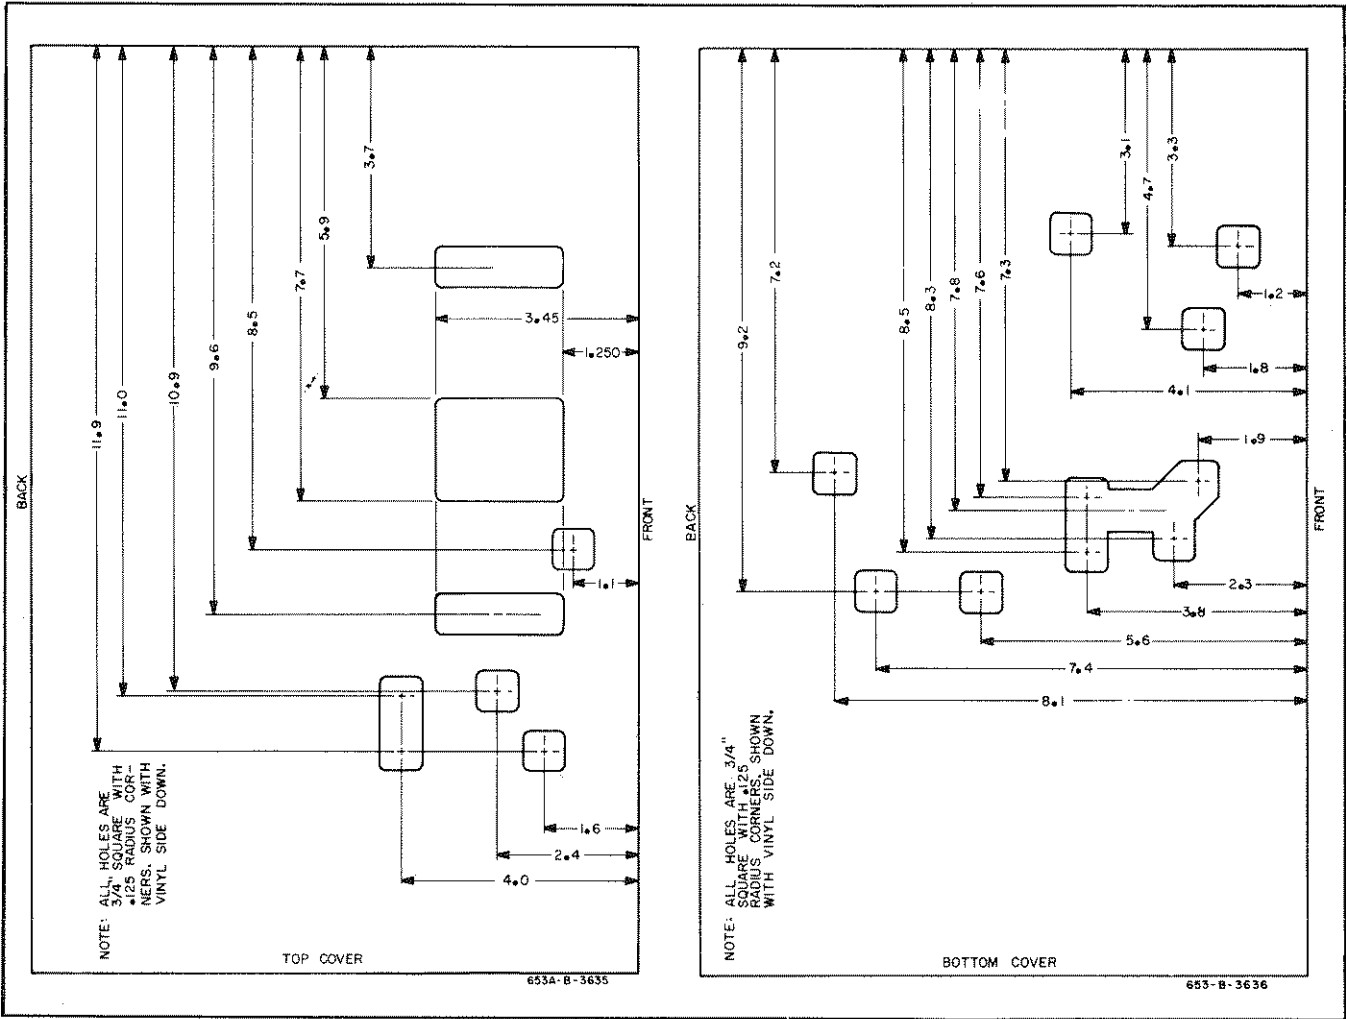 BACK
11.9
11.0
10.9
9.6
8.5
7.7
5.9
3.7
3.45
1.250
1.1
1.6
2.4
4.0
FRONT
NOTE: ALL HOLES ARE
3/4" SQUARE WITH
.125 RADIUS COR-
NERS. SHOWN WITH
VINYL SIDE DOWN.
TOP COVER
653A-B-3635
BACK
9.2
7.2
8.5
8.3
7.8
7.6
7.3
3.1
4.7
3.3
1.2
1.8
4.1
1.9
2.3
3.8
5.6
7.4
8.1
FRONT
NOTE: ALL HOLES ARE 3/4"
SQUARE WITH .125
RADIUS CORNERS. SHOWN
WITH VINYL SIDE DOWN.
BOTTOM COVER
653-B-3636